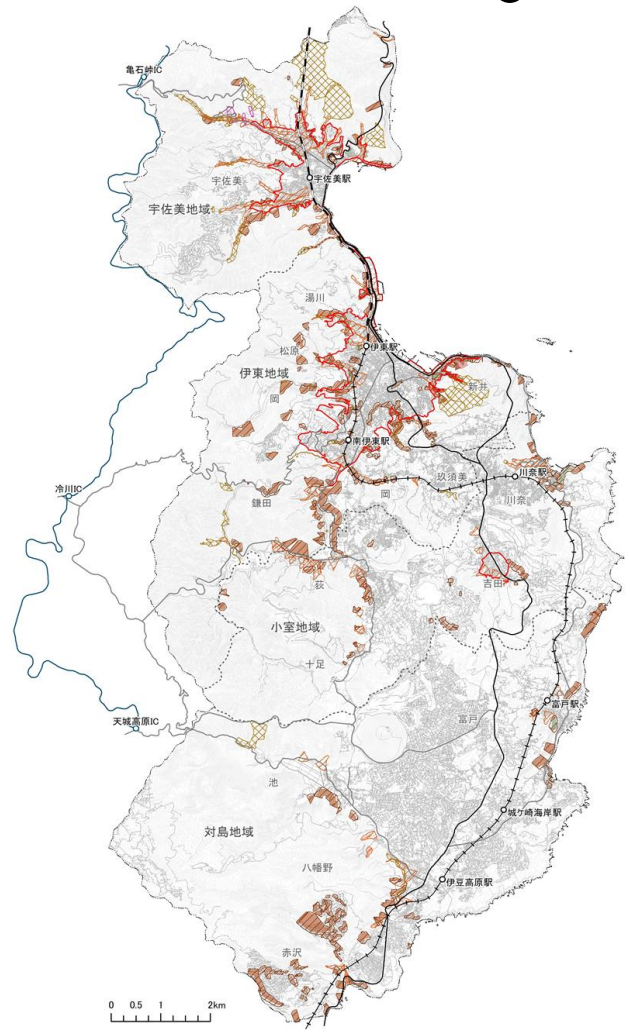 亀石峠IC
宇佐美駅
宇佐美
宇佐美地域
湯川
伊東駅
松原
伊東地域
新井
岡
南伊東駅
玖須美
川奈駅
冷川IC
岡
川奈
鎌田
荻
吉田
小室地域
十足
富戸駅
天城高原IC
富戸
池
城ケ崎海岸駅
対島地域
八幡野
伊豆高原駅
赤沢
0 0.5 1 2km